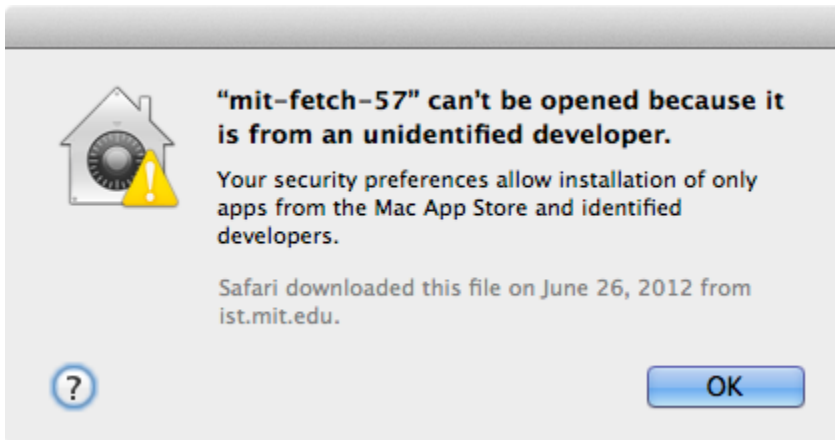 “mit-fetch-57” can't be opened because it
is from an unidentified developer.
Your security preferences allow installation of only
apps from the Mac App Store and identified
developers.
Safari downloaded this file on June 26, 2012 from
ist.mit.edu.
?
OK